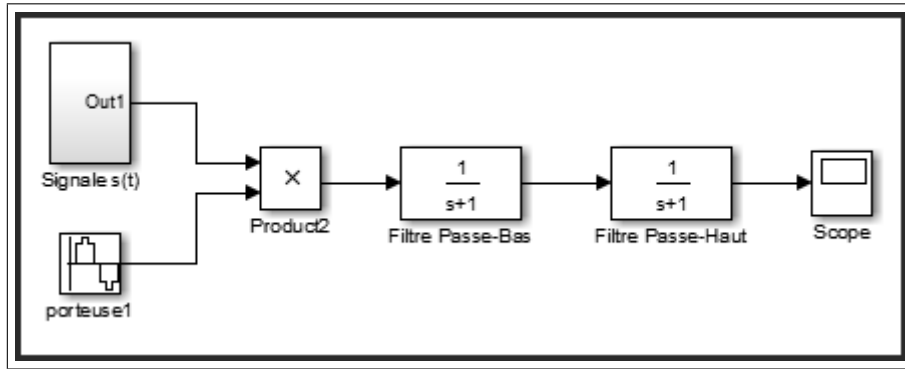 Out1
Signale s(t)
×
Product2
1
s+1
Filtre Passe-Bas
1
s+1
Filtre Passe-Haut
Scope
porteuse1